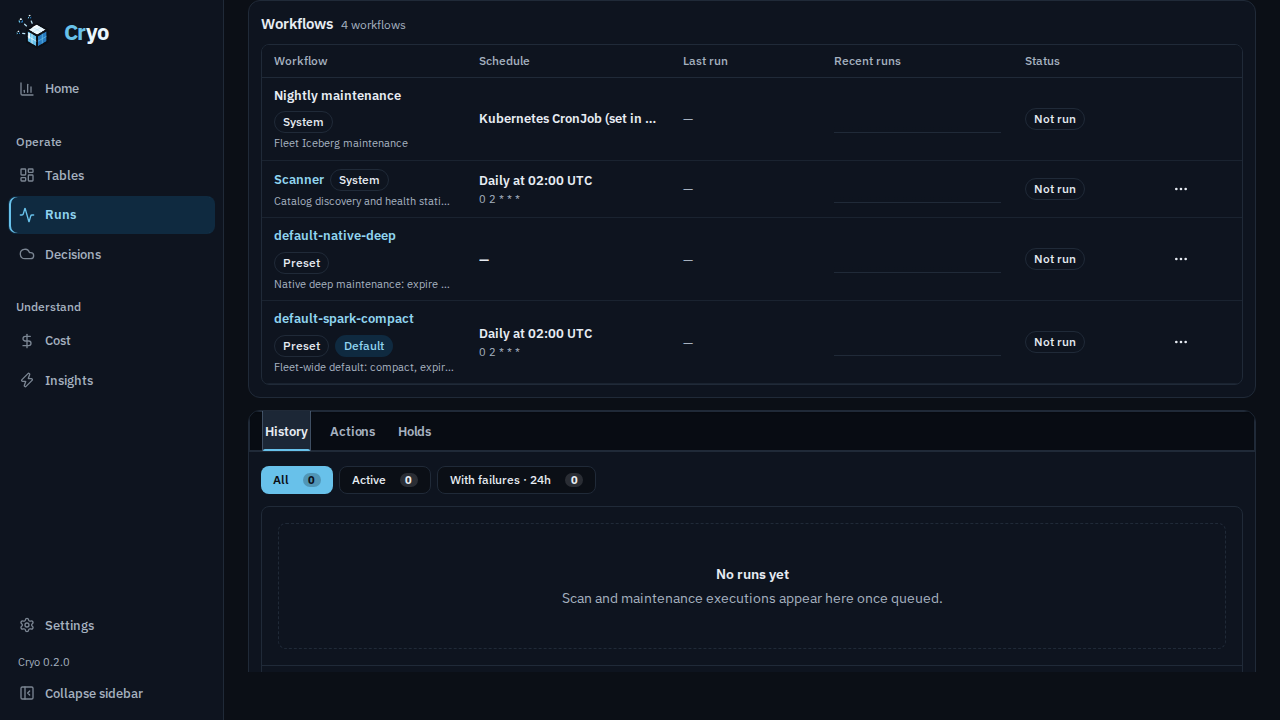 Cryo
Home
Operate
Tables
Runs
Decisions
Understand
Cost
Insights
Settings
Cryo 0.2.0
Collapse sidebar
Workflows 4 workflows
Workflow Schedule Last run Recent runs Status
Nightly maintenance
System
Fleet Iceberg maintenance
Kubernetes CronJob (set in ...
—
Not run
Scanner System
Catalog discovery and health stati...
Daily at 02:00 UTC
0 2 * * *
—
Not run
...
default-native-deep
Preset
Native deep maintenance: expire ...
—
—
Not run
...
default-spark-compact
Preset Default
Fleet-wide default: compact, expir...
Daily at 02:00 UTC
0 2 * * *
—
Not run
...
History Actions Holds
All 0 Active 0 With failures · 24h 0
No runs yet
Scan and maintenance executions appear here once queued.